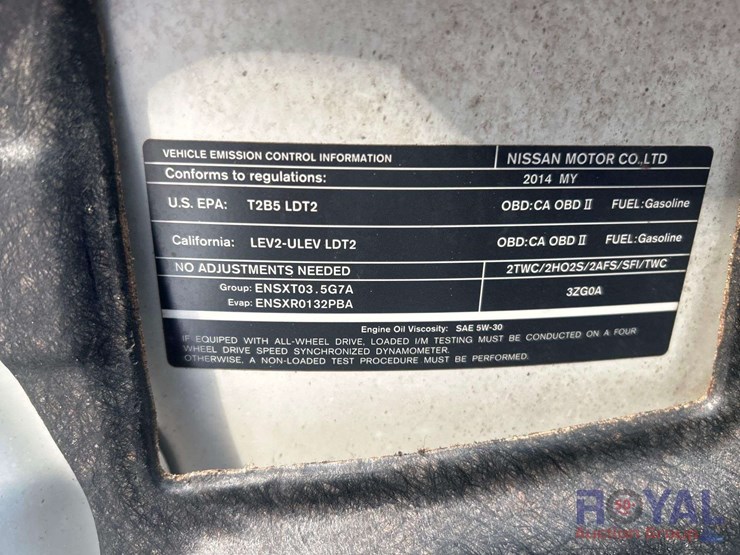 VEHICLE EMISSION CONTROL INFORMATION NISSAN MOTOR CO.,LTD
Conforms to regulations: 2014 MY
U.S. EPA: T2B5 LDT2 OBD:CA OBD II FUEL:Gasoline
California: LEV2-ULEV LDT2 OBD:CA OBD II FUEL:Gasoline
NO ADJUSTMENTS NEEDED 2TWC/2HO2S/2AFS/SFI/TWC
Group: ENSXT03.5G7A
Evap: ENSXR0132PBA
3ZG0A
Engine Oil Viscosity: SAE 5W-30
IF EQUIPED WITH ALL-WHEEL DRIVE, LOADED I/M TESTING MUST BE CONDUCTED ON A FOUR
WHEEL DRIVE SPEED SYNCHRONIZED DYNAMOMETER.
OTHERWISE, A NON-LOADED TEST PROCEDURE MUST BE PERFORMED.
ROYAL
Auction Group